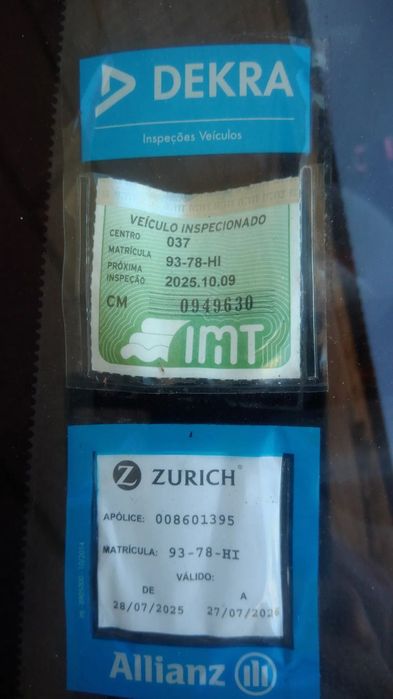 DEKRA
Inspeções Veículos
VEÍCULO INSPECIONADO
CENTRO 037
MATRÍCULA 93-78-HI
PRÓXIMA INSPEÇÃO 2025.10.09
CM 0949630
IMT
Z ZURICH
APÓLICE: 008601395
MATRÍCULA: 93-78-HI
VÁLIDO:
DE A
28/07/2025 27/07/2026
Allianz